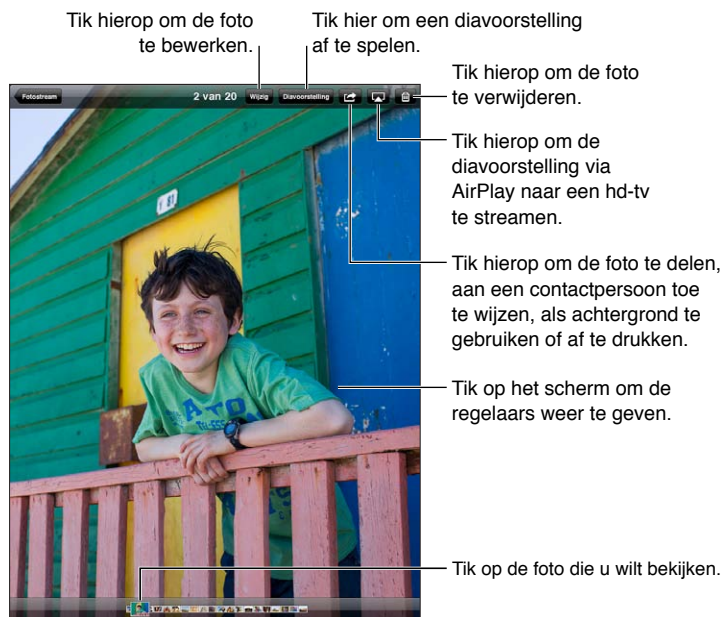 Tik hierop om de foto
te bewerken.
Tik hier om een diavoorstelling
af te spelen.
Tik hierop om de foto
te verwijderen.
Fotostream
2 van 20
Wijzig
Diavoorstelling
Tik hierop om de
diavoorstelling via
AirPlay naar een hd-tv
te streamen.
Y 81
Tik hierop om de foto te delen,
aan een contactpersoon toe
te wijzen, als achtergrond te
gebruiken of af te drukken.
Tik op het scherm om de
regelaars weer te geven.
Tik op de foto die u wilt bekijken.